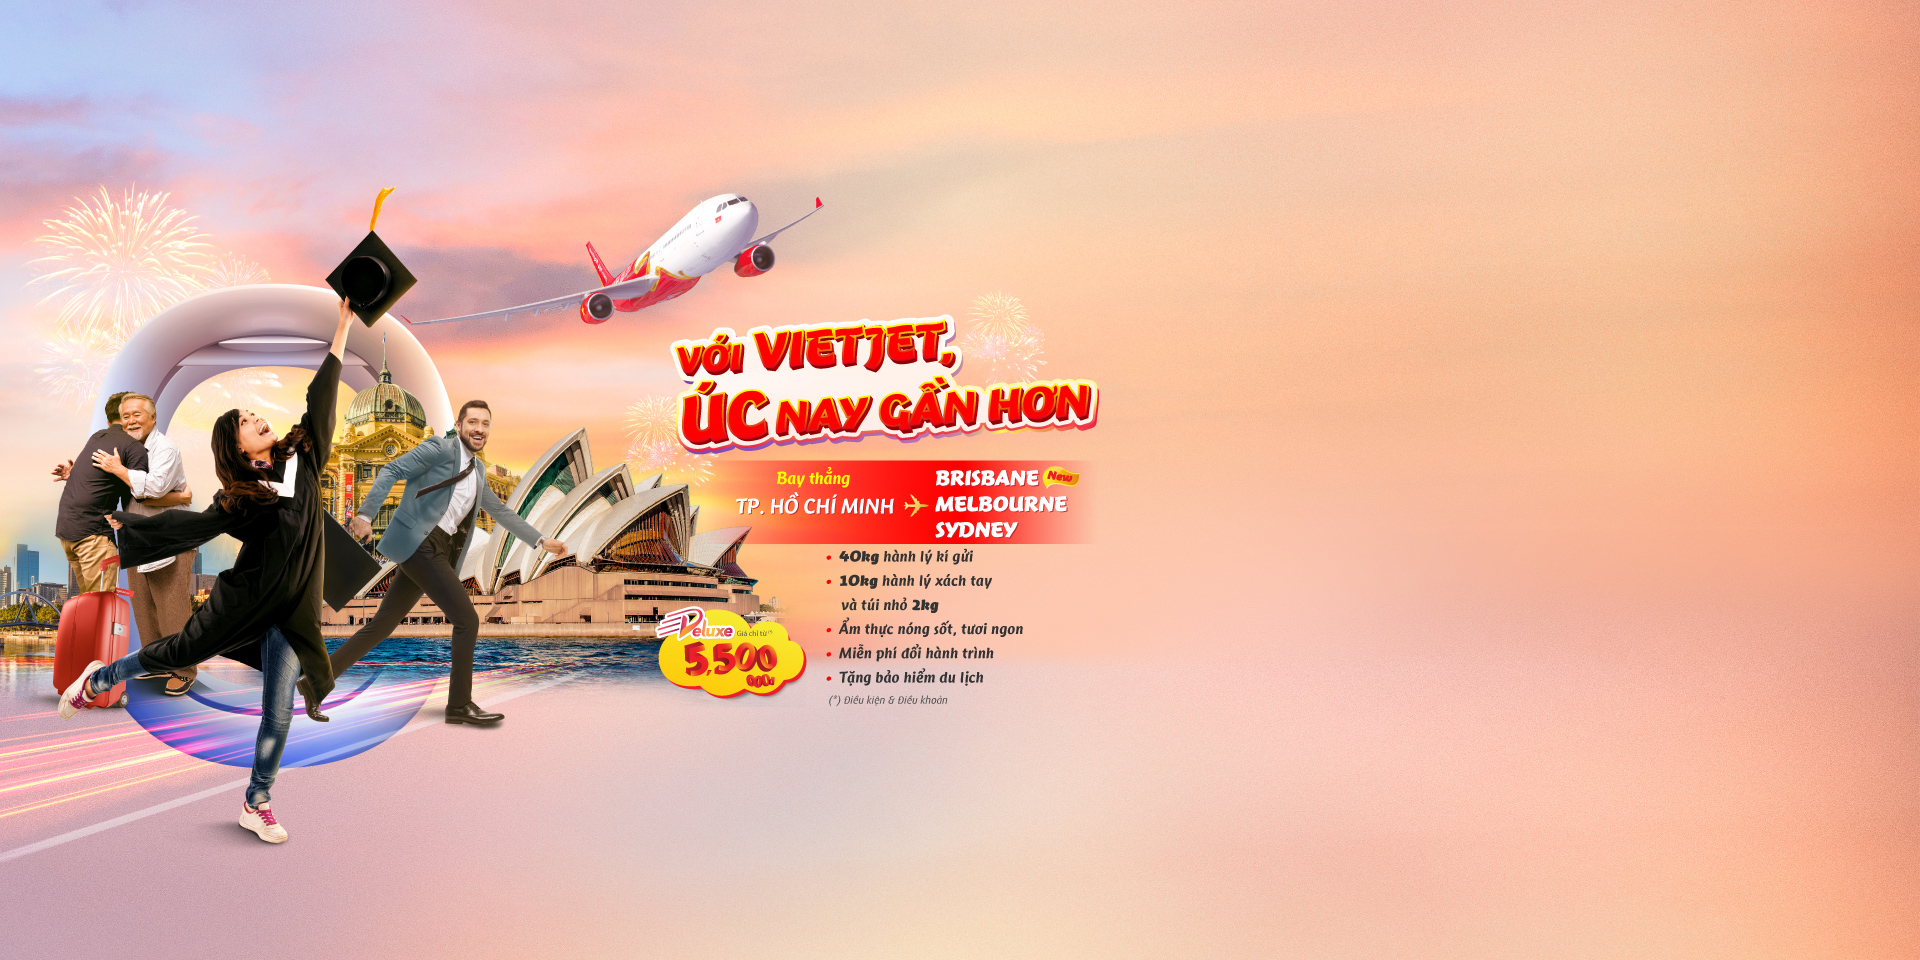 VỚI VIETJET,
ÚC NAY GẦN HƠN
Bay thẳng
TP. HỒ CHÍ MINH
BRISBANE New
MELBOURNE
SYDNEY
• 40kg hành lý kí gửi
• 10kg hành lý xách tay
và túi nhỏ 2kg
• Ẩm thực nóng sốt, tươi ngon
• Miễn phí đổi hành trình
• Tặng bảo hiểm du lịch
(*) Điều kiện & Điều khoản
Deluxe Giá chỉ từ (*)
5,500
000đ